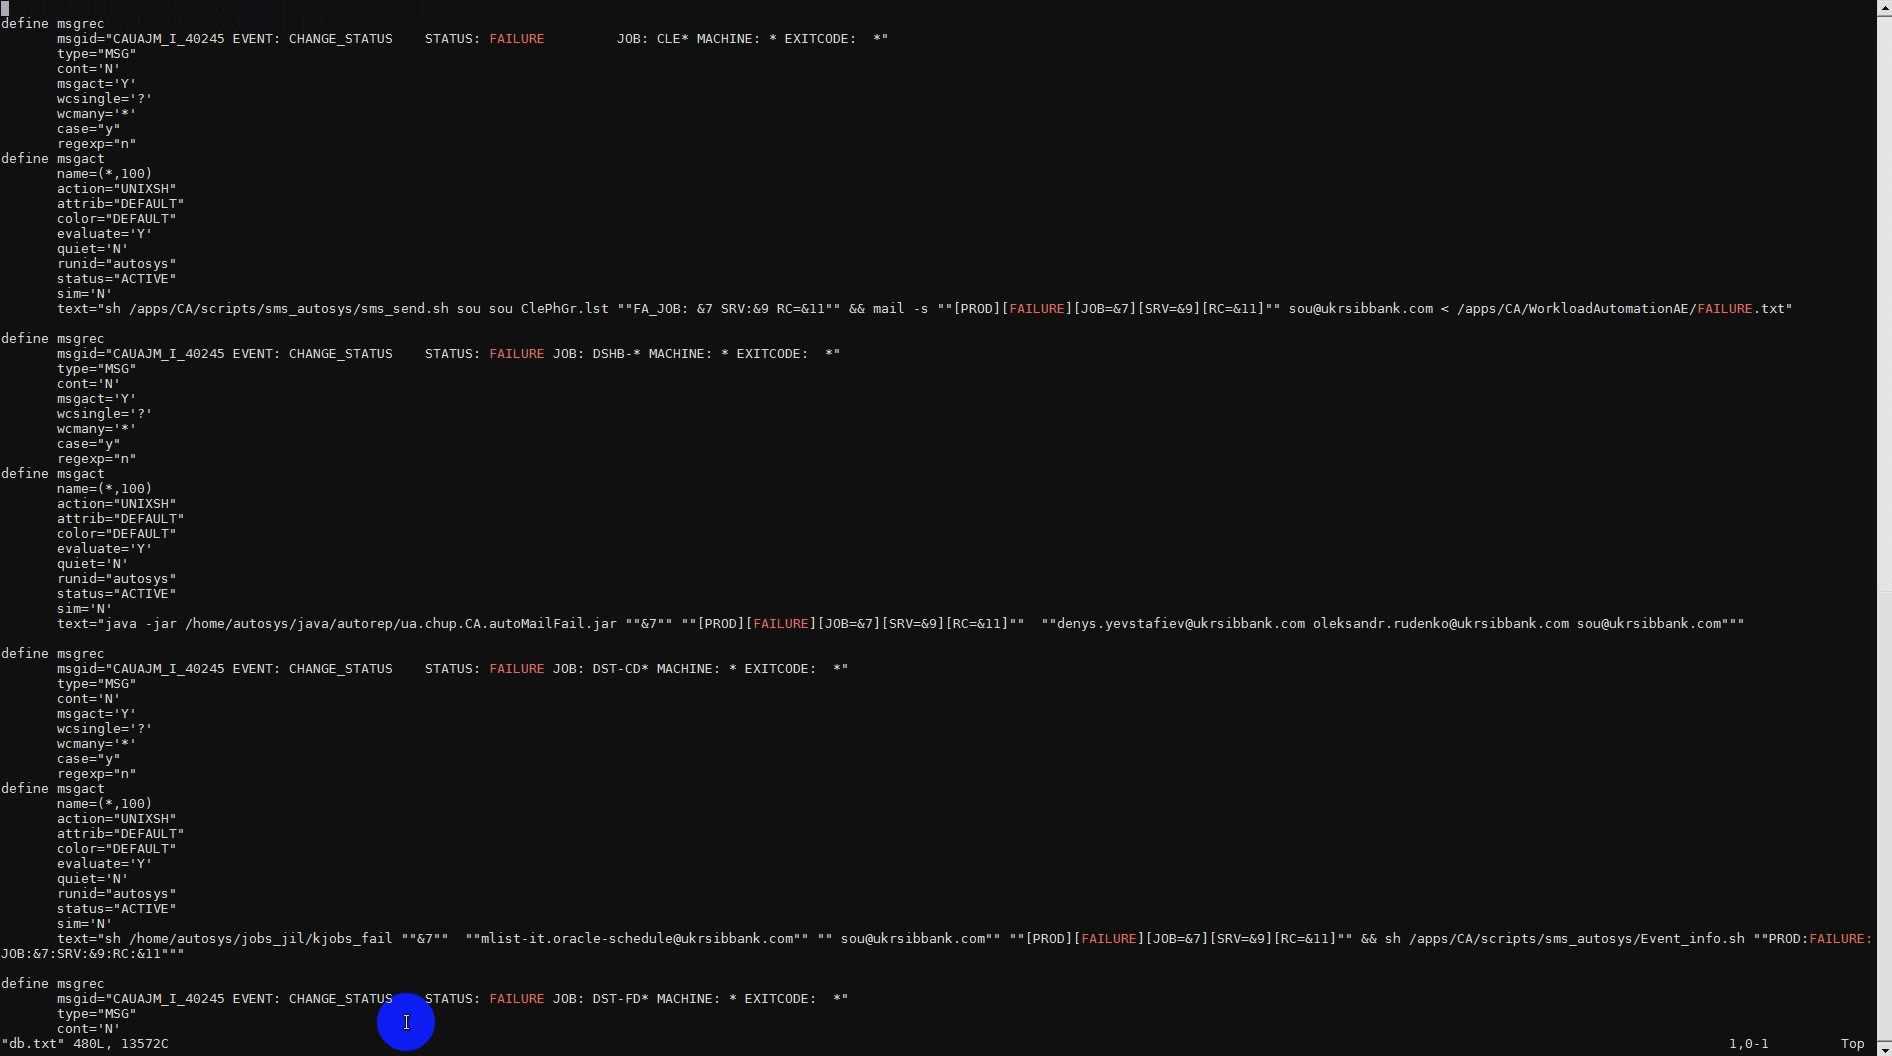 define msgrec
       msgid="CAUAJM_I_40245 EVENT: CHANGE_STATUS    STATUS: FAILURE         JOB: CLE* MACHINE: * EXITCODE:  *"
       type="MSG"
       cont='N'
       msgact='Y'
       wcsingle='?'
       wcmany='*'
       case="y"
       regexp="n"
define msgact
       name=(*,100)
       action="UNIXSH"
       attrib="DEFAULT"
       color="DEFAULT"
       evaluate='Y'
       quiet='N'
       runid="autosys"
       status="ACTIVE"
       sim='N'
       text="sh /apps/CA/scripts/sms_autosys/sms_send.sh sou sou ClePhGr.lst ""FA_JOB: &7 SRV:&9 RC=&11"" && mail -s ""[PROD][FAILURE][JOB=&7][SRV=&9][RC=&11]"" sou@ukrsibbank.com < /apps/CA/WorkloadAutomationAE/FAILURE.txt"

define msgrec
       msgid="CAUAJM_I_40245 EVENT: CHANGE_STATUS    STATUS: FAILURE JOB: DSHB-* MACHINE: * EXITCODE:  *"
       type="MSG"
       cont='N'
       msgact='Y'
       wcsingle='?'
       wcmany='*'
       case="y"
       regexp="n"
define msgact
       name=(*,100)
       action="UNIXSH"
       attrib="DEFAULT"
       color="DEFAULT"
       evaluate='Y'
       quiet='N'
       runid="autosys"
       status="ACTIVE"
       sim='N'
       text="java -jar /home/autosys/java/autorep/ua.chup.CA.autoMailFail.jar ""&7"" ""[PROD][FAILURE][JOB=&7][SRV=&9][RC=&11]""  ""denys.yevstafiev@ukrsibbank.com oleksandr.rudenko@ukrsibbank.com sou@ukrsibbank.com"""

define msgrec
       msgid="CAUAJM_I_40245 EVENT: CHANGE_STATUS    STATUS: FAILURE JOB: DST-CD* MACHINE: * EXITCODE:  *"
       type="MSG"
       cont='N'
       msgact='Y'
       wcsingle='?'
       wcmany='*'
       case="y"
       regexp="n"
define msgact
       name=(*,100)
       action="UNIXSH"
       attrib="DEFAULT"
       color="DEFAULT"
       evaluate='Y'
       quiet='N'
       runid="autosys"
       status="ACTIVE"
       sim='N'
       text="sh /home/autosys/jobs_jil/kjobs_fail ""&7""  ""mlist-it.oracle-schedule@ukrsibbank.com"" "" sou@ukrsibbank.com"" ""[PROD][FAILURE][JOB=&7][SRV=&9][RC=&11]"" && sh /apps/CA/scripts/sms_autosys/Event_info.sh ""PROD:FAILURE:
JOB:&7:SRV:&9:RC:&11"""

define msgrec
       msgid="CAUAJM_I_40245 EVENT: CHANGE_STATUS    STATUS: FAILURE JOB: DST-FD* MACHINE: * EXITCODE:  *"
       type="MSG"
       cont='N'
"db.txt" 480L, 13572C                    1,0-1         Top